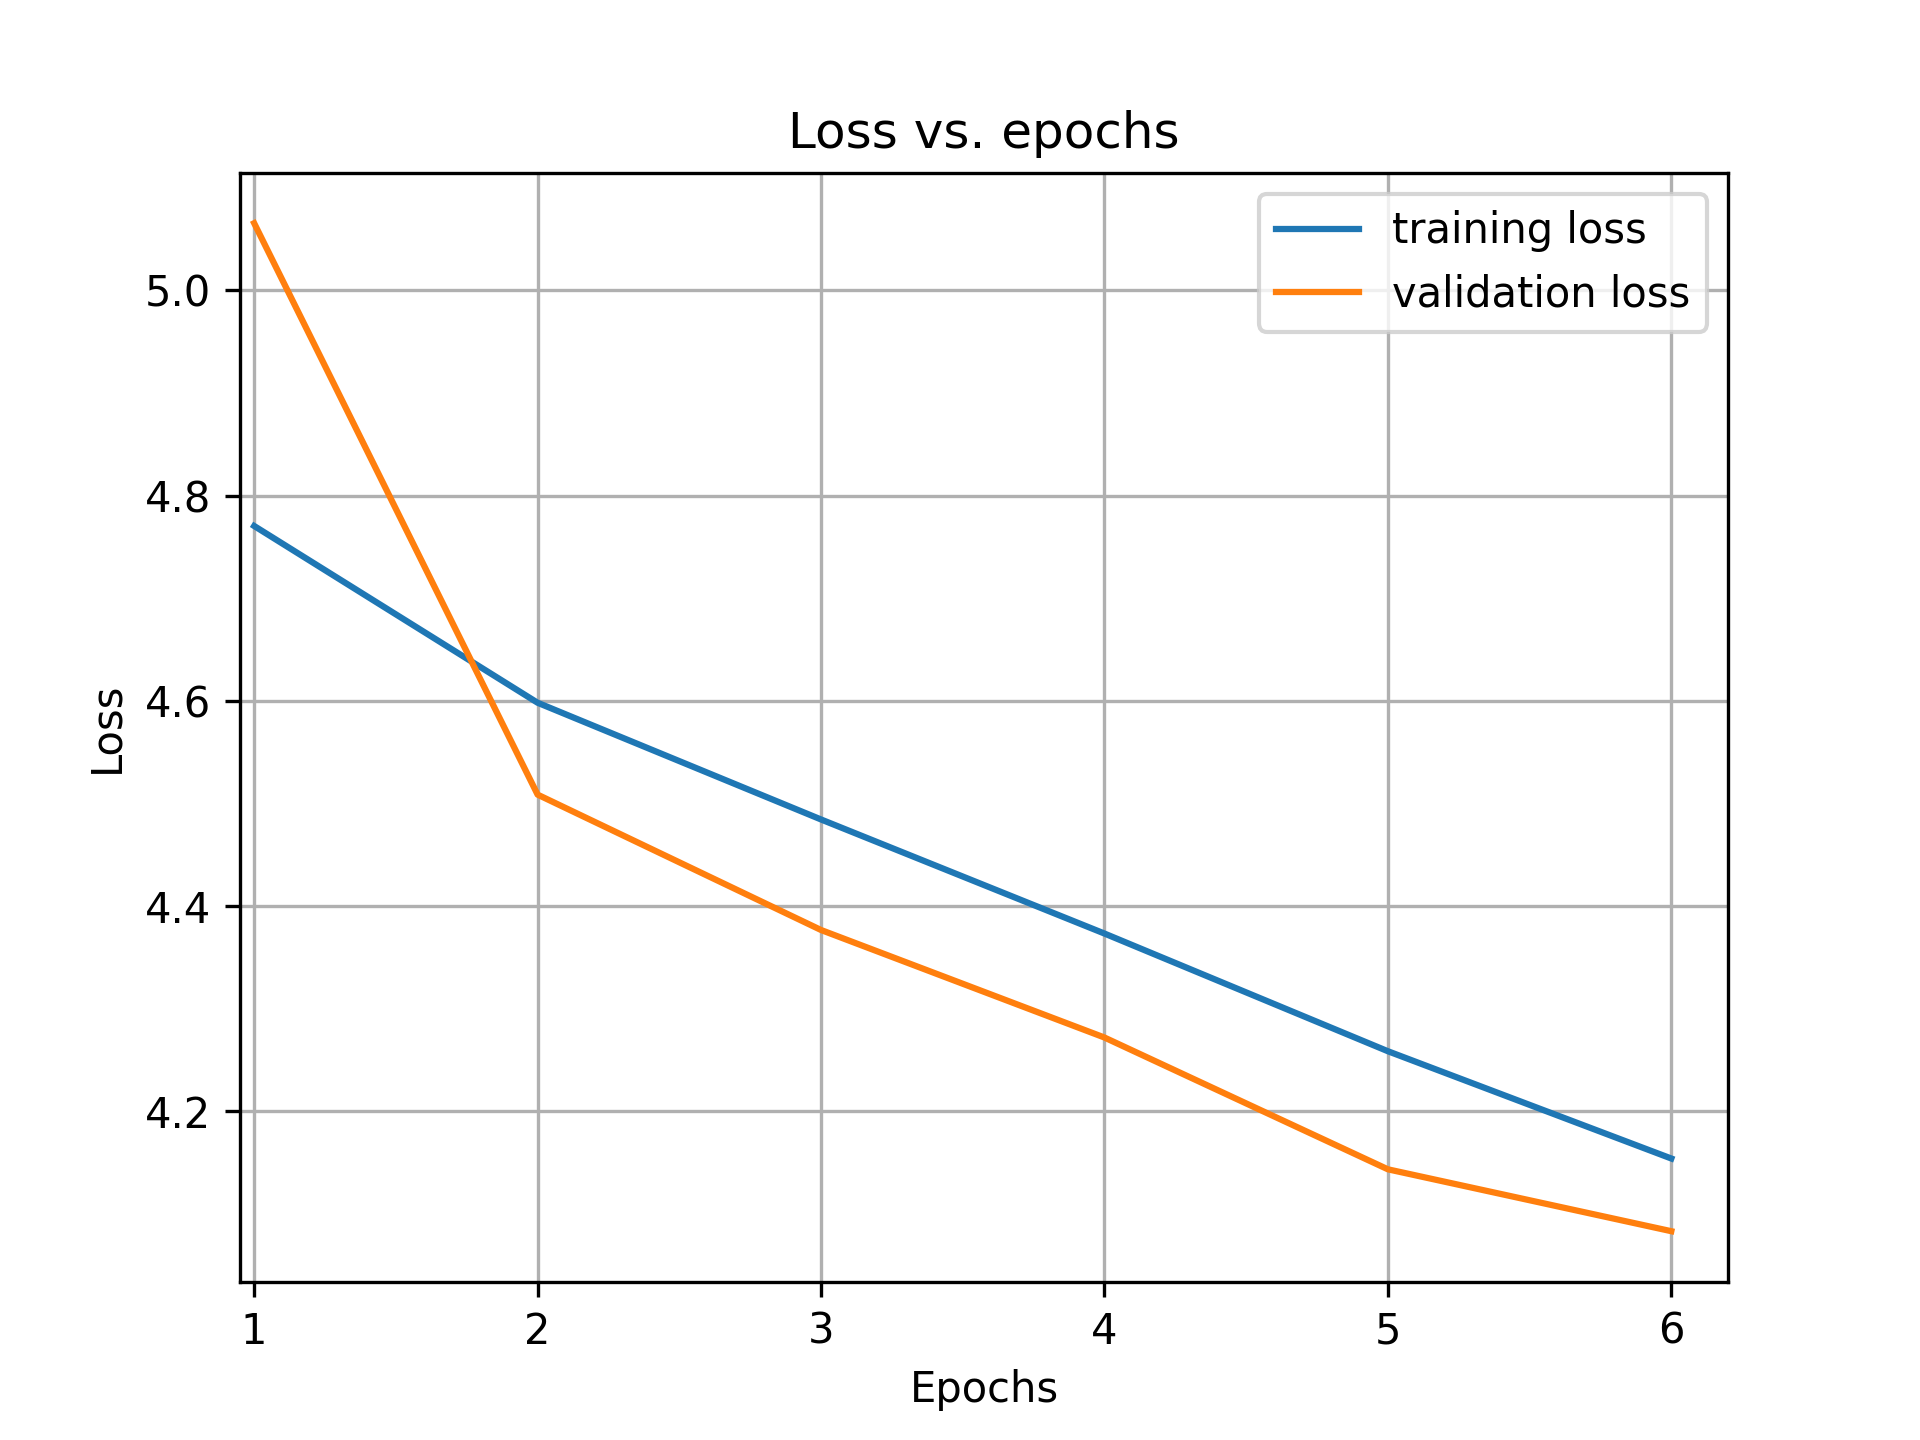 Loss vs. epochs
training loss
validation loss
5.0
4.8
4.6
4.4
4.2
Loss
1 2 3 4 5 6
Epochs